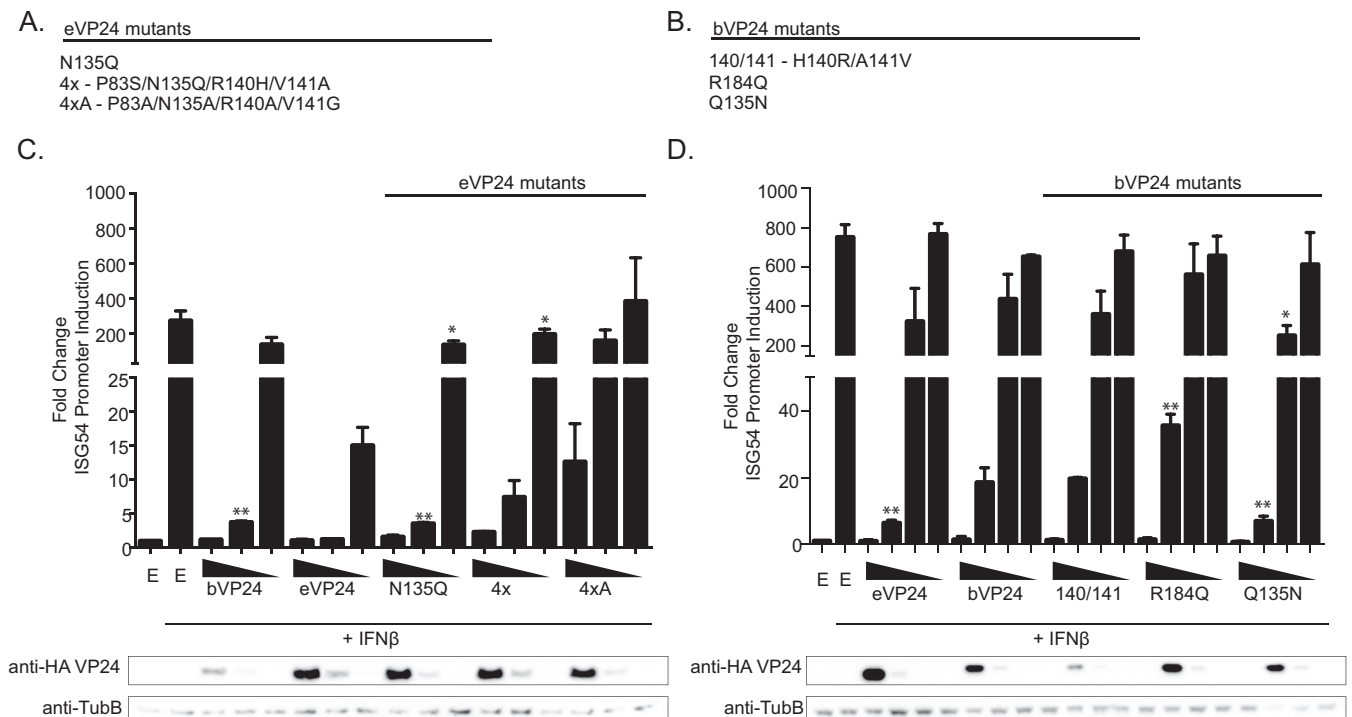 A.
eVP24 mutants
N135Q
4x - P83S/N135Q/R140H/V141A
4xA - P83A/N135A/R140A/V141G
B.
bVP24 mutants
140/141 - H140R/A141V
R184Q
Q135N
C.
eVP24 mutants
Fold Change
ISG54 Promoter Induction
1000
800
600
400
200
25
20
15
10
5
0
**
**
*
*
E E bVP24 eVP24 N135Q 4x 4xA
+ IFNβ
anti-HA VP24
anti-TubB
D.
bVP24 mutants
Fold Change
ISG54 Promoter Induction
1000
800
600
400
200
40
20
0
**
**
**
*
E E eVP24 bVP24 140/141 R184Q Q135N
+ IFNβ
anti-HA VP24
anti-TubB